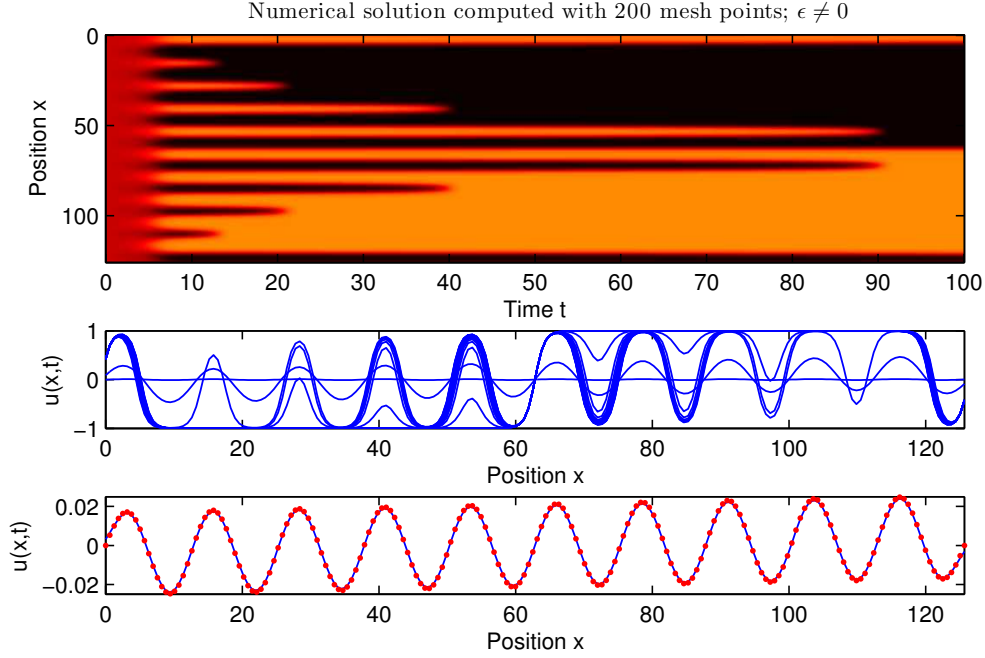 Numerical solution computed with 200 mesh points; ϵ ≠ 0
Position x
0
50
100
0 10 20 30 40 50 60 70 80 90 100
Time t
u(x,t)
1
0
−1
0 20 40 60 80 100 120
Position x
u(x,t)
0.02
0
−0.02
0 20 40 60 80 100 120
Position x